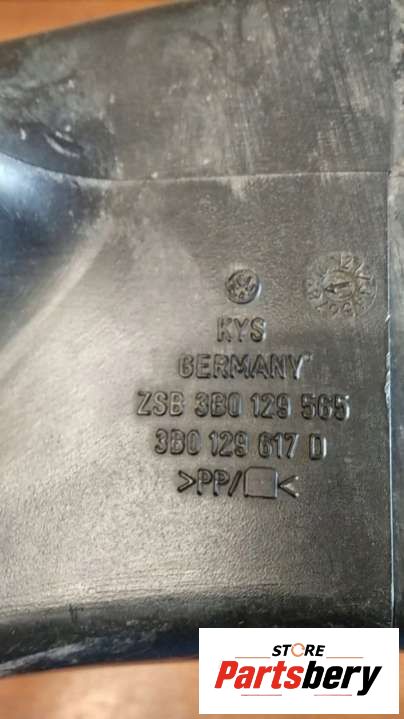 KYS
GERMANY
ZSB 3B0 129 565
3B0 129 617 D
>PP/ <
STORE
Partsbery